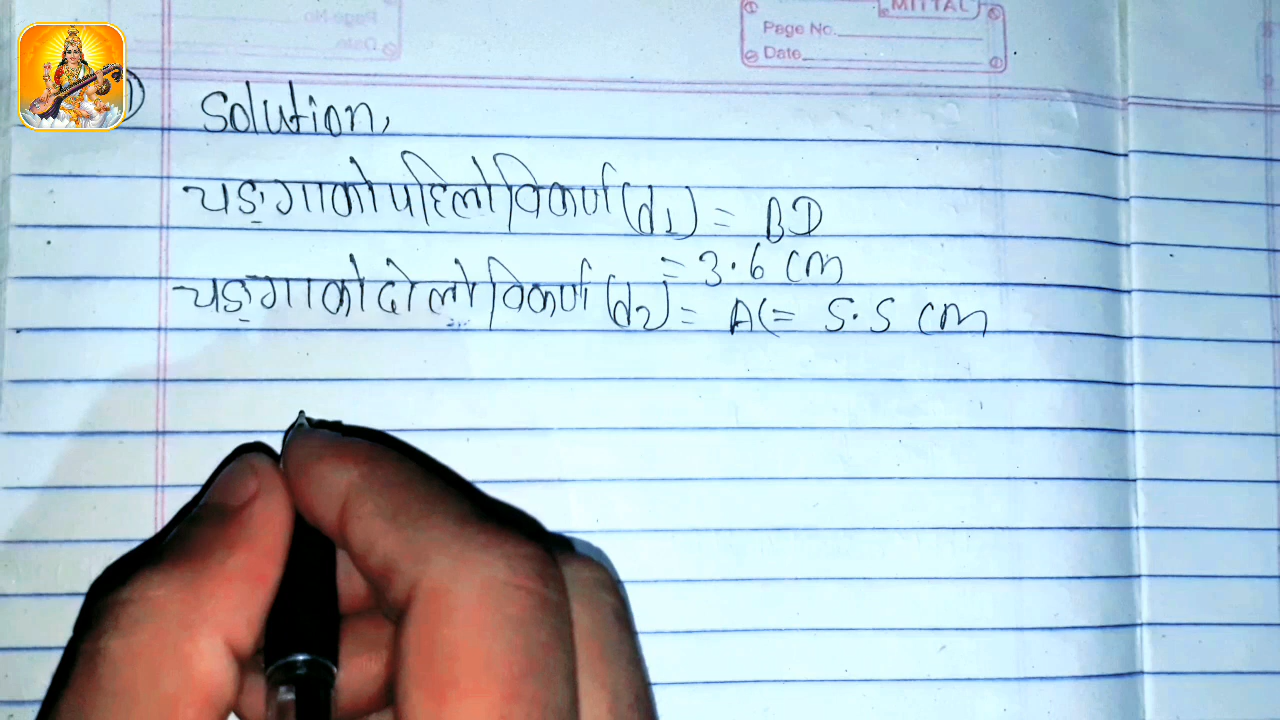 MITTAL
Page No.
Date
1)
Solution,
चङ्गाको पहिलो विकर्ण (d1) = BD
= 3.6 cm
चङ्गाको दोस्रो विकर्ण (d2) = AC = 5.5 cm